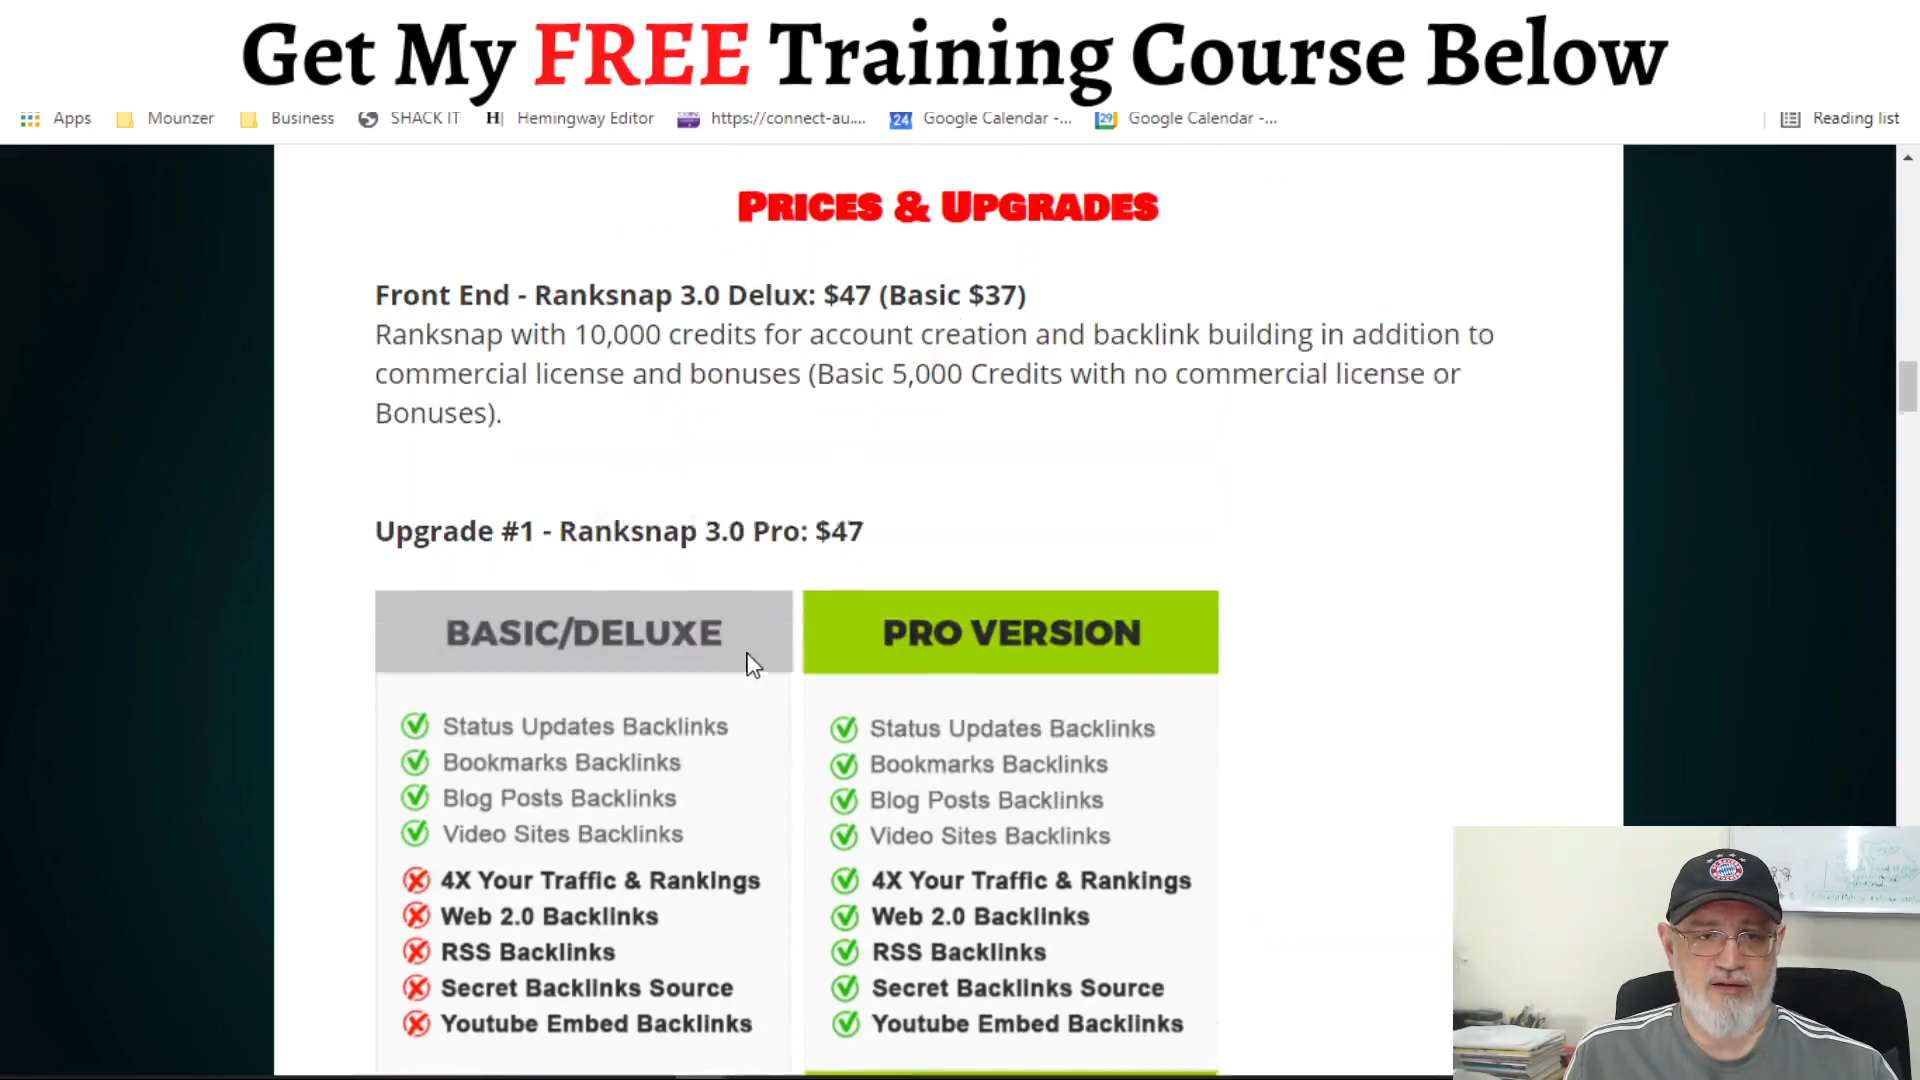 Get My FREE Training Course Below
Apps Mounzer Business SHACK IT Hemingway Editor https://connect-au.... Google Calendar -... Google Calendar -... Reading list
24 29
PRICES & UPGRADES
Front End - Ranksnap 3.0 Delux: $47 (Basic $37)
Ranksnap with 10,000 credits for account creation and backlink building in addition to
commercial license and bonuses (Basic 5,000 Credits with no commercial license or
Bonuses).
Upgrade #1 - Ranksnap 3.0 Pro: $47
BASIC/DELUXE
Status Updates Backlinks
Bookmarks Backlinks
Blog Posts Backlinks
Video Sites Backlinks
4X Your Traffic & Rankings
Web 2.0 Backlinks
RSS Backlinks
Secret Backlinks Source
Youtube Embed Backlinks
PRO VERSION
Status Updates Backlinks
Bookmarks Backlinks
Blog Posts Backlinks
Video Sites Backlinks
4X Your Traffic & Rankings
Web 2.0 Backlinks
RSS Backlinks
Secret Backlinks Source
Youtube Embed Backlinks